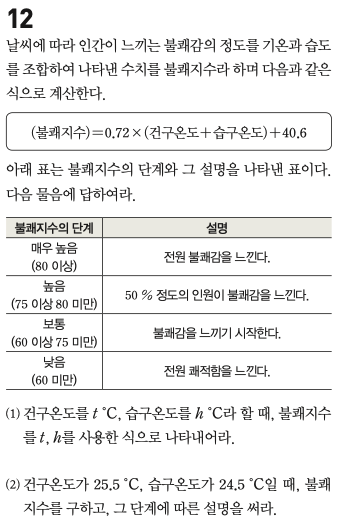 12
날씨에 따라 인간이 느끼는 불쾌감의 정도를 기온과 습도
를 조합하여 나타낸 수치를 불쾌지수라 하며 다음과 같은
식으로 계산한다.
(불쾌지수)=0.72×(건구온도+습구온도)+40.6
아래 표는 불쾌지수의 단계와 그 설명을 나타낸 표이다.
다음 물음에 답하여라.
불쾌지수의 단계 설명
매우 높음
(80 이상)
전원 불쾌감을 느낀다.
높음
(75 이상 80 미만)
50 % 정도의 인원이 불쾌감을 느낀다.
보통
(60 이상 75 미만)
불쾌감을 느끼기 시작한다.
낮음
(60 미만)
전원 쾌적함을 느낀다.
(1) 건구온도를 t ℃, 습구온도를 h ℃라 할 때, 불쾌지수
를 t, h를 사용한 식으로 나타내어라.
(2) 건구온도가 25.5 ℃, 습구온도가 24.5 ℃일 때, 불쾌
지수를 구하고, 그 단계에 따른 설명을 써라.